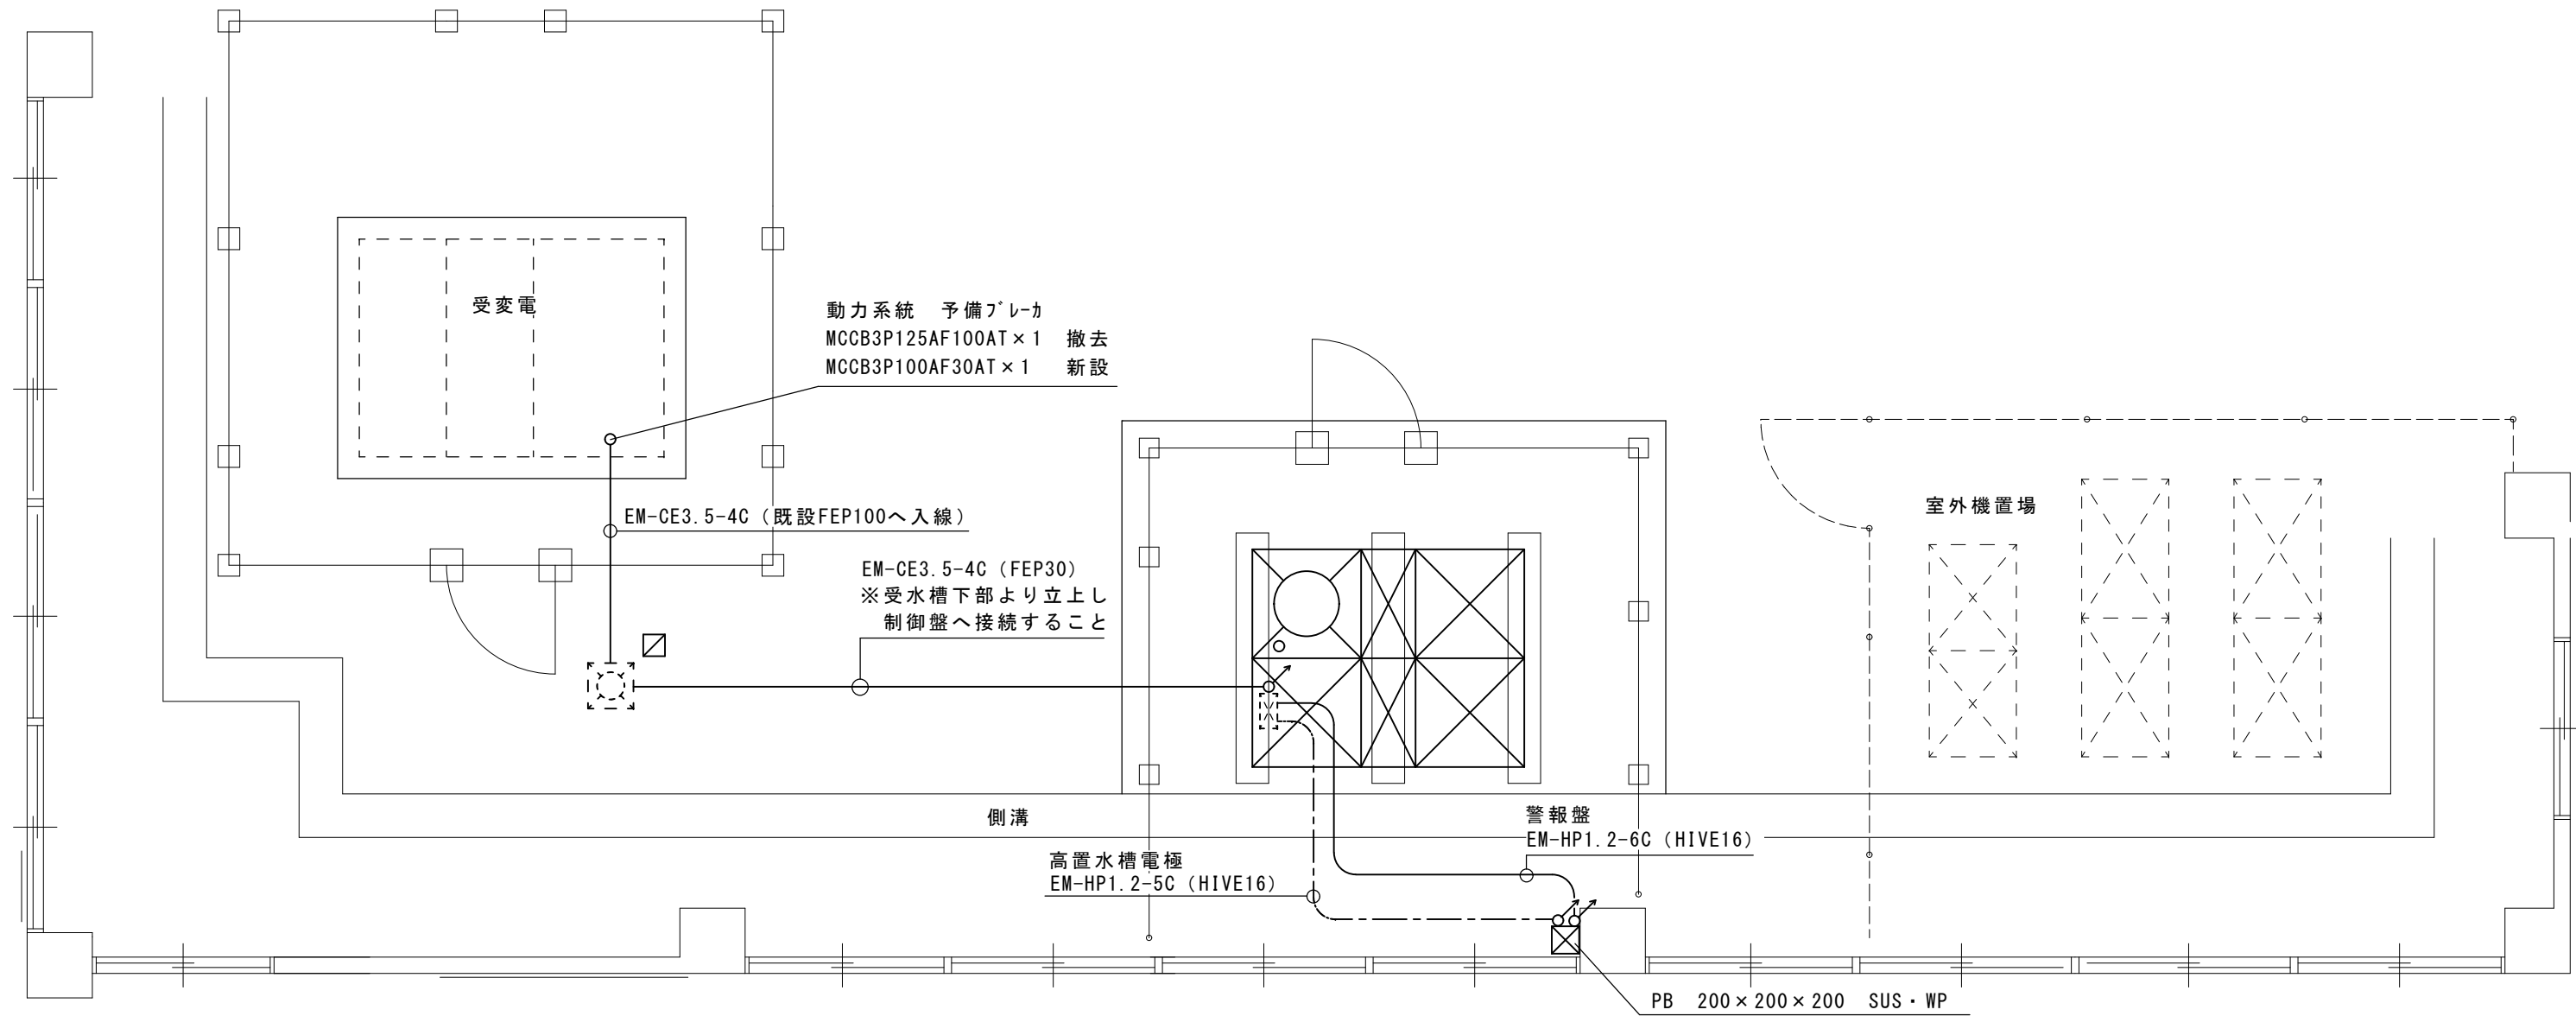 動力系統 予備ﾌﾞﾚｰｶ
MCCB3P125AF100AT×1 撤去
MCCB3P100AF30AT×1 新設
受変電
EM-CE3.5-4C（既設FEP100へ入線）
EM-CE3.5-4C（FEP30）
※受水槽下部より立上し
制御盤へ接続すること
室外機置場
側溝
警報盤
EM-HP1.2-6C（HIVE16）
高置水槽電極
EM-HP1.2-5C（HIVE16）
PB 200×200×200 SUS・WP